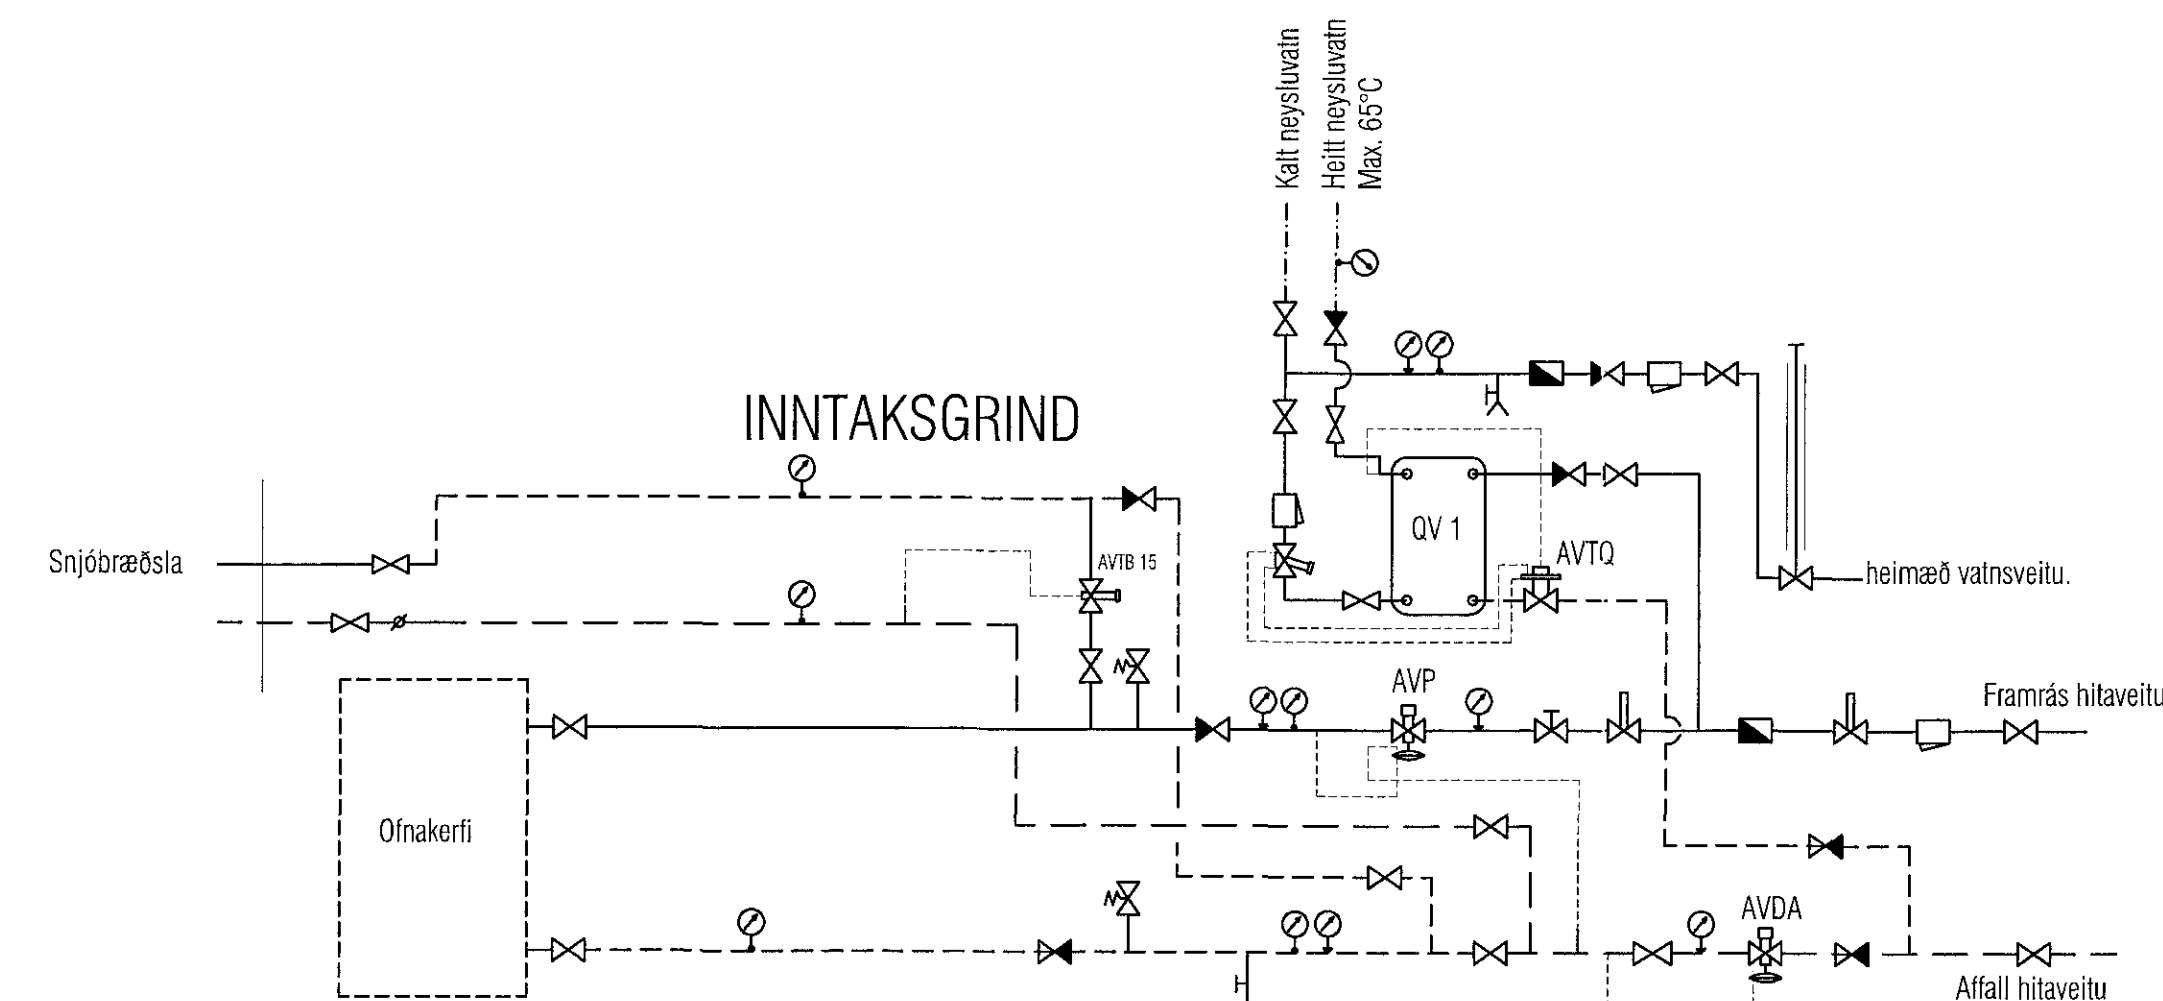 Kalt neysluvatn
Heitt neysluvatn
Max. 65°C
INNTAKSGRIND
Snjóbræðsla
AVTB 15
QV 1
AVTQ
heimæð vatnsveitu.
AVP
Framrás hitaveitu
Ofnakerfi
AVDA
Affall hitaveitu